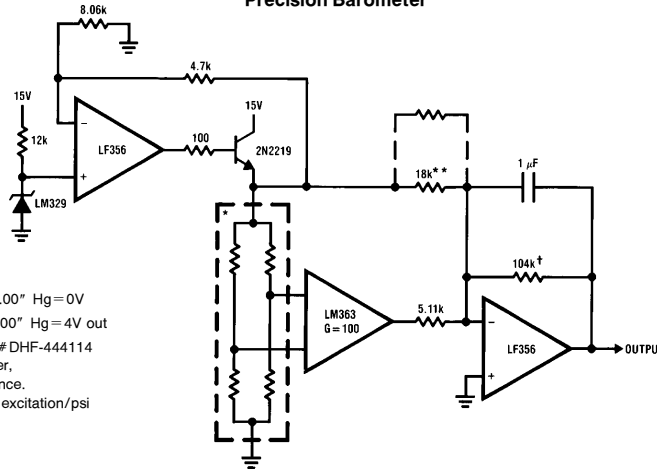 Precision Barometer
8.06k
4.7k
15V
15V
12k
LF356
100
2N2219
−
+
LM329
18k**
1 μF
104k†
*
LM363
G=100
5.11k
−
LF356
+
OUTPUT
.00″ Hg=0V
00″ Hg=4V out
# DHF-444114
er,
nce.
excitation/psi